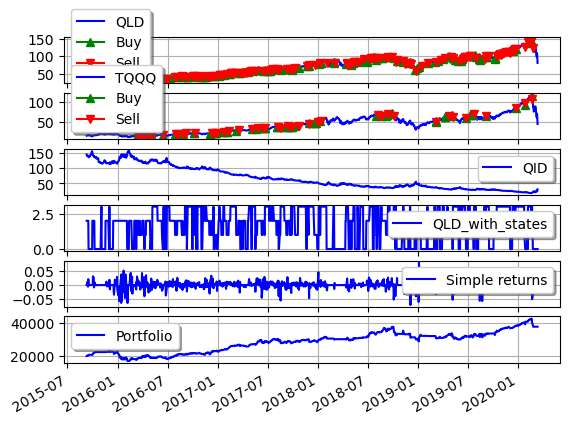 QLD
Buy
Sell
150
100
50
TQQQ
Buy
Sell
100
50
150
100
50
QID
2.5
0.0
QLD_with_states
0.05
0.00
−0.05
Simple returns
40000
20000
Portfolio
2015-07
2016-01
2016-07
2017-01
2017-07
2018-01
2018-07
2019-01
2019-07
2020-01